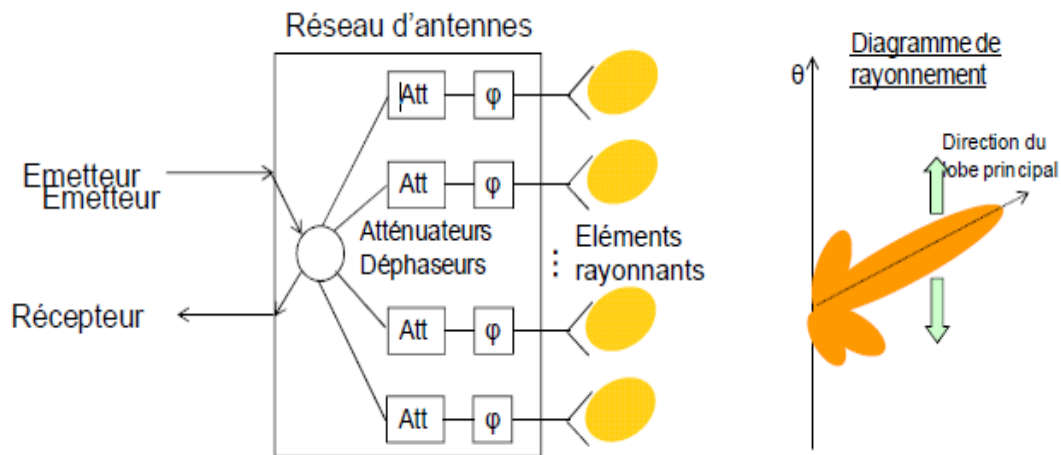 Réseau d'antennes
Att φ
Att φ
Emetteur
Emetteur
Atténuateurs
Déphaseurs
Eléments
rayonnants
Récepteur
Att φ
Att φ
Diagramme de
rayonnement
θ
Direction du
lobe principal